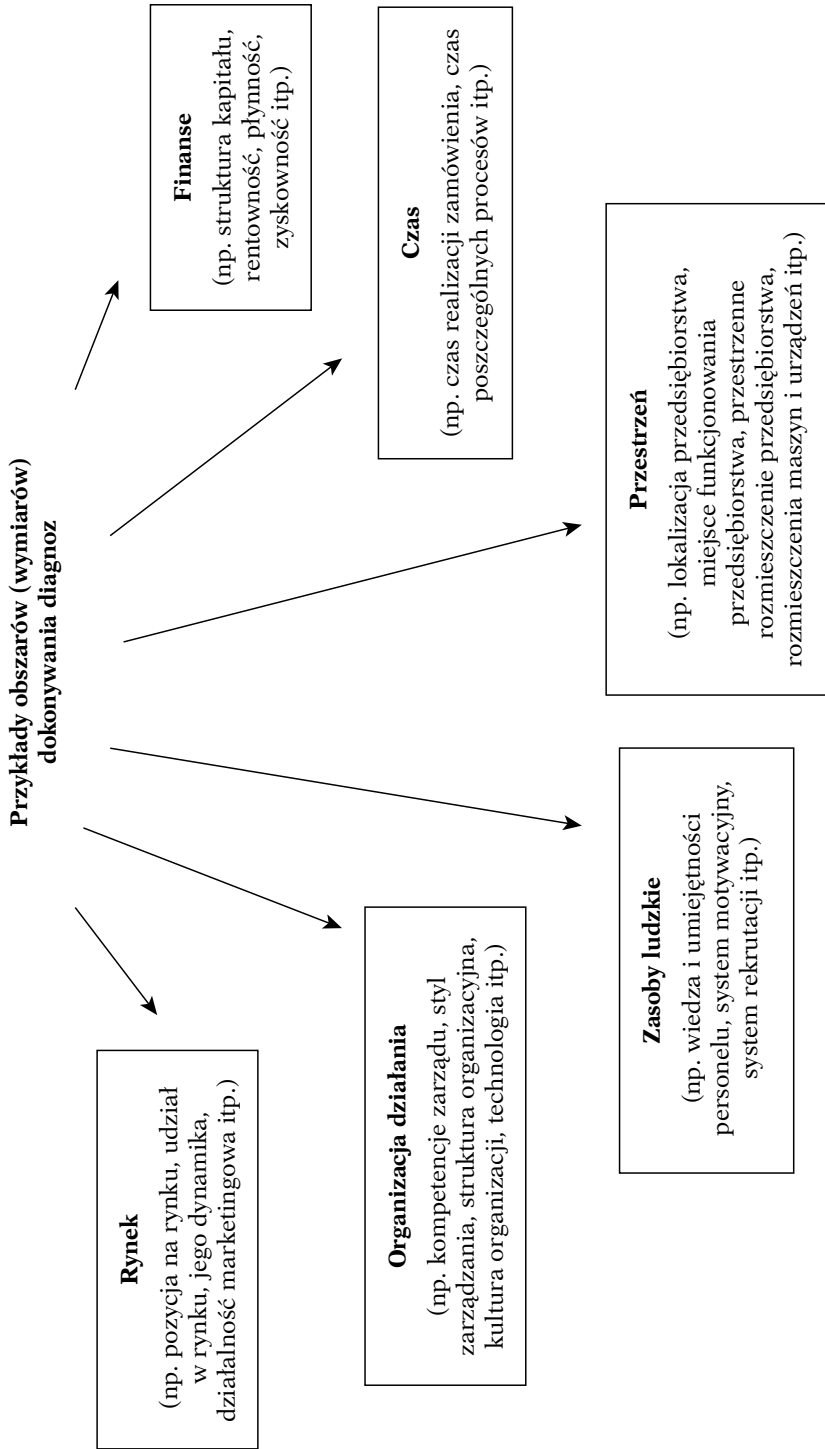 Przykłady obszarów (wymiarów)
dokonywania diagnoz
Rynek
(np. pozycja na rynku, udział
w rynku, jego dynamika,
działalność marketingowa itp.)
Organizacja działania
(np. kompetencje zarządu, styl
zarządzania, struktura organizacyjna,
kultura organizacji, technologia itp.)
Zasoby ludzkie
(np. wiedza i umiejętności
personelu, system motywacyjny,
system rekrutacji itp.)
Przestrzeń
(np. lokalizacja przedsiębiorstwa,
miejsce funkcjonowania
przedsiębiorstwa, przestrzenne
rozmieszczenie przedsiębiorstwa,
rozmieszczenia maszyn i urządzeń itp.)
Czas
(np. czas realizacji zamówienia, czas
poszczególnych procesów itp.)
Finanse
(np. struktura kapitału,
rentowność, płynność,
zyskowność itp.)